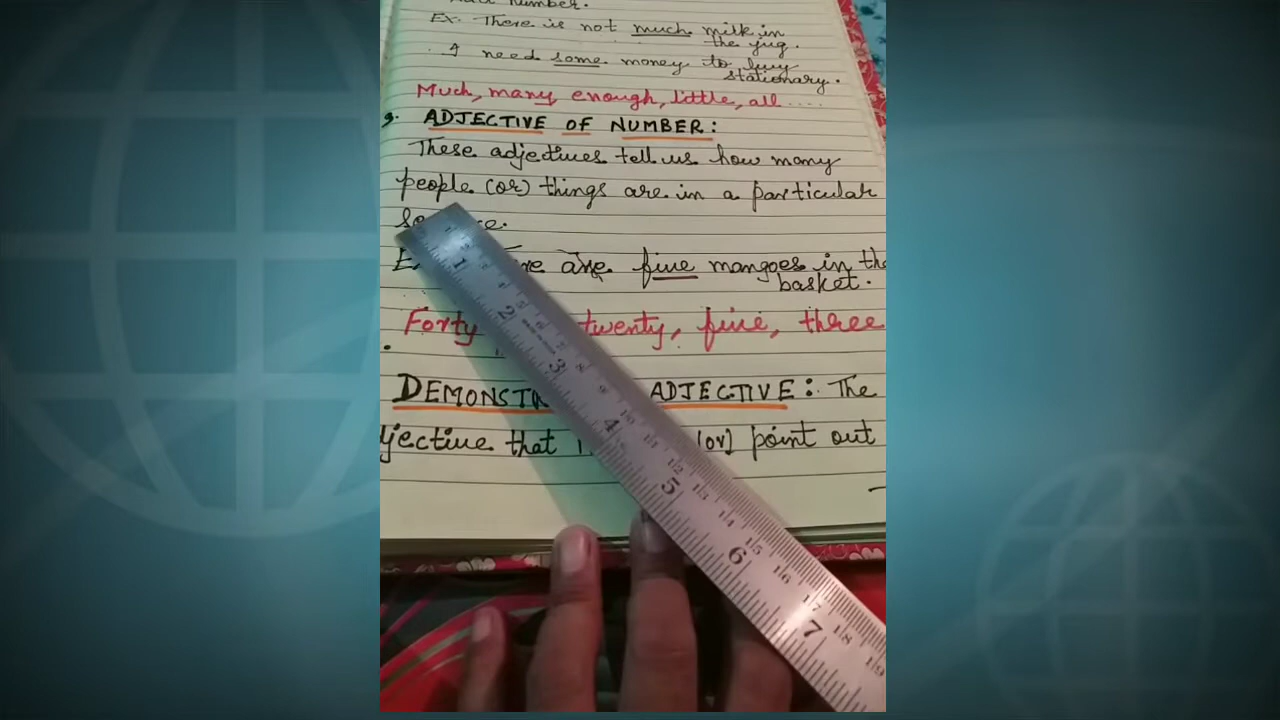 Ex. There is not much milk in
the jug.
I need some money to buy
stationary.
Much, many enough, little, all ....
3. ADJECTIVE OF NUMBER:
These adjectives tell us how many
people (or) things are in a particular
are five mangoes in the
basket.
Forty twenty, five, three
ADJECTIVE: The
that (or) point out
1 2 3 4 5 6 7